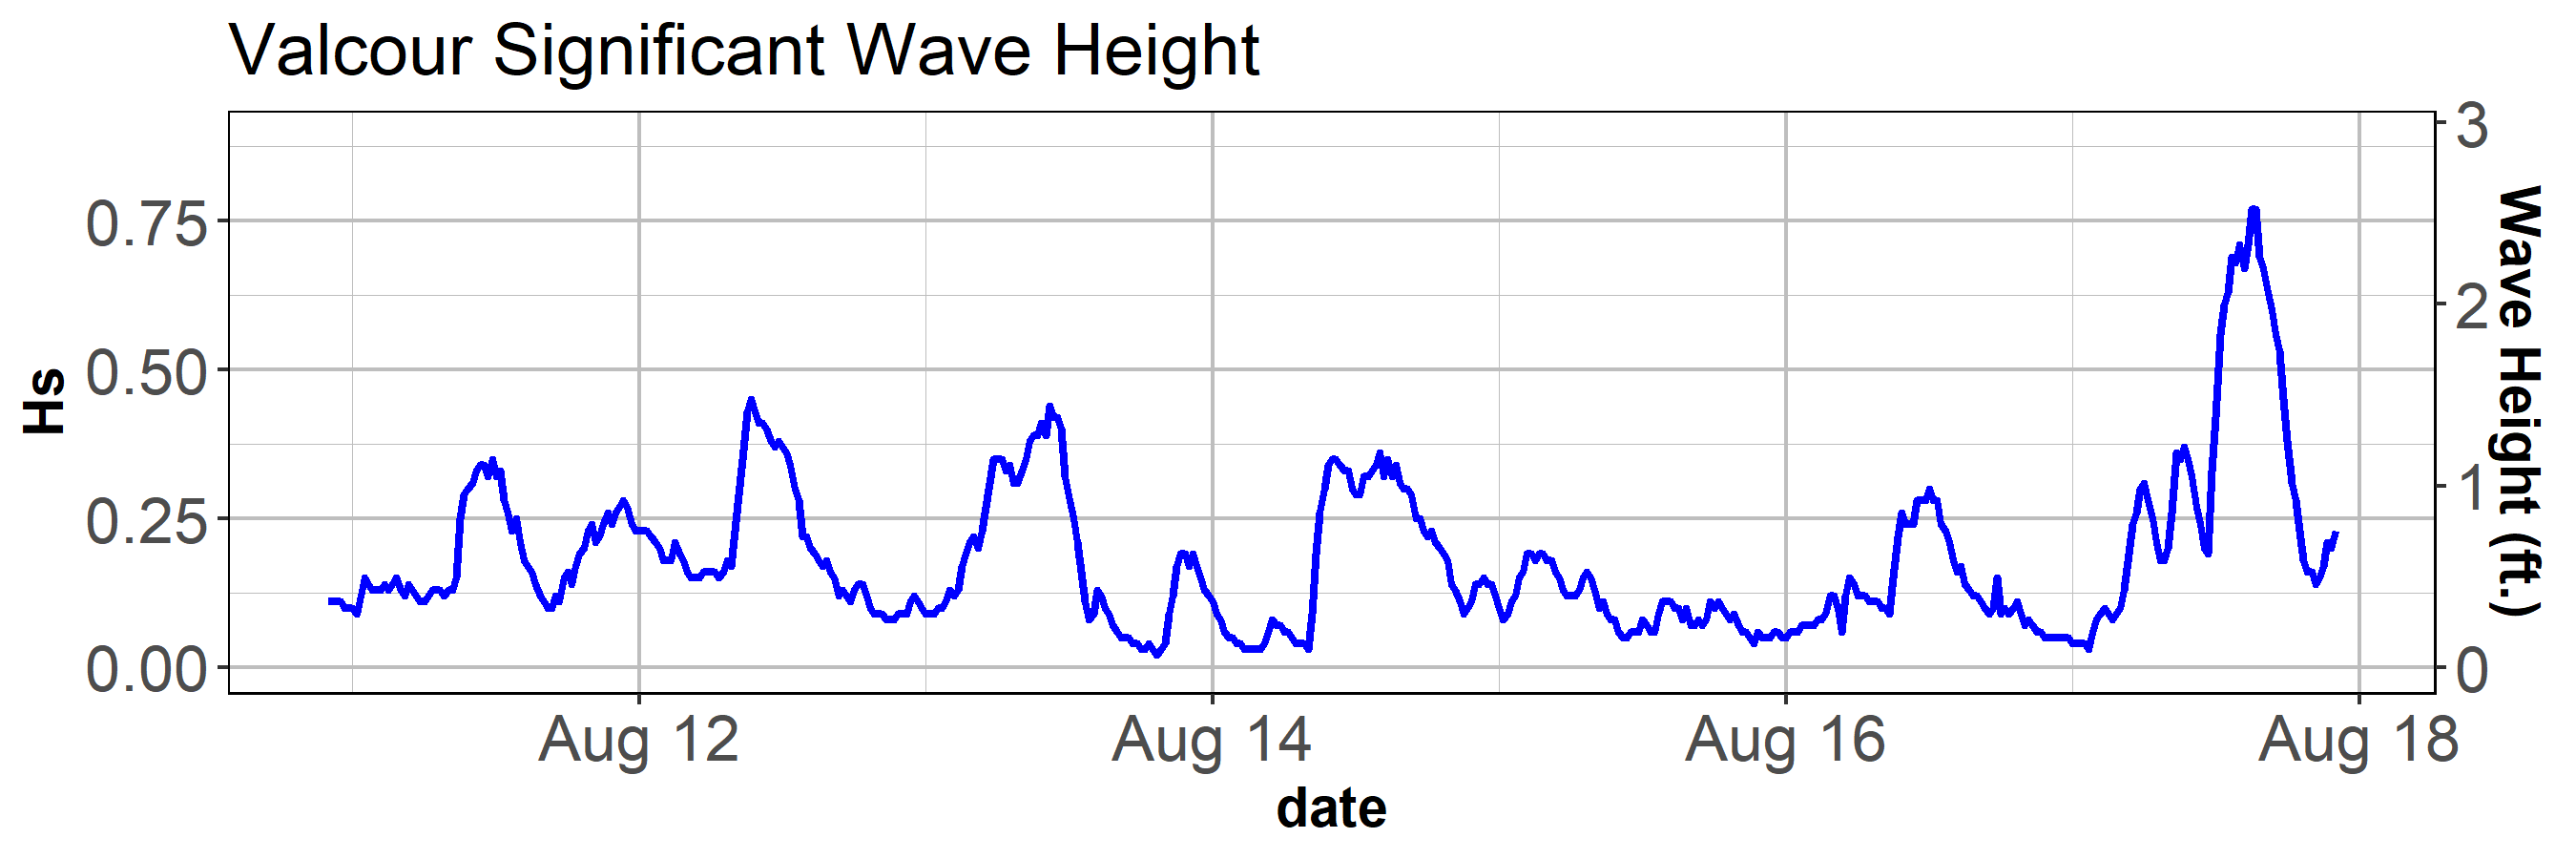 Valcour Significant Wave Height
Hs
0.75
0.50
0.25
0.00
3
2
1
0
Wave Height (ft.)
Aug 12
Aug 14
Aug 16
Aug 18
date